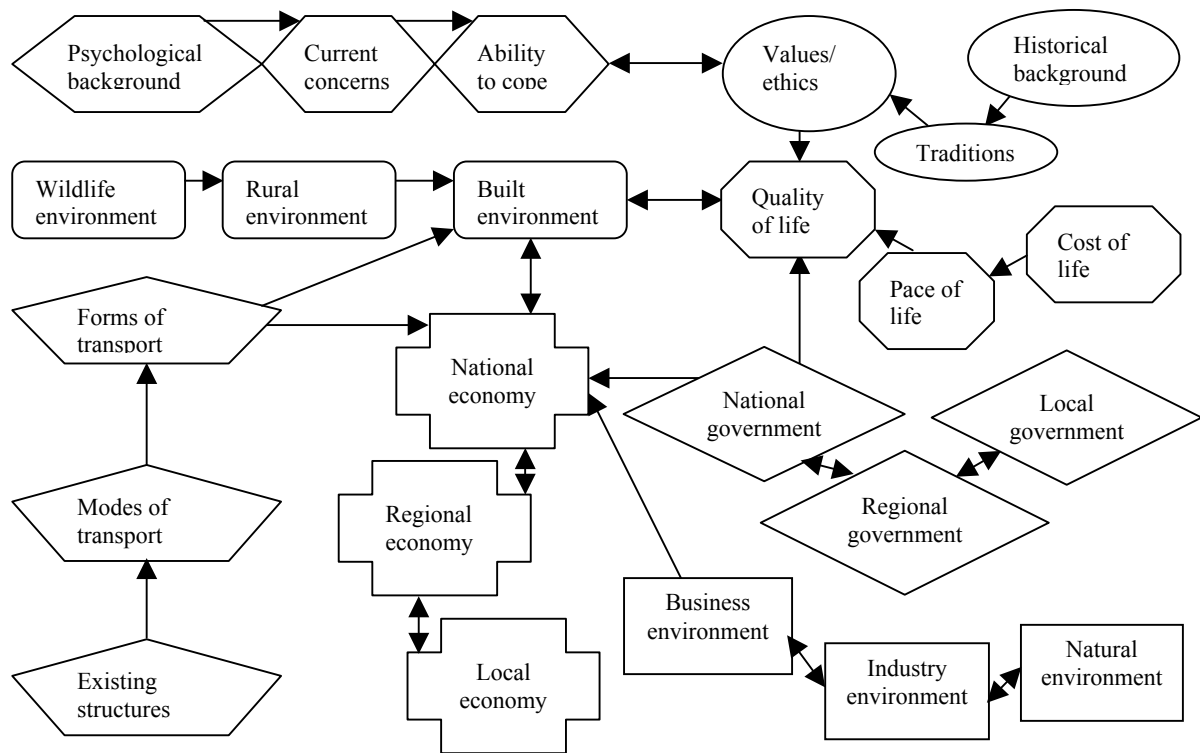 Psychological
background
Current
concerns
Ability
to cope
Values/
ethics
Historical
background
Traditions
Wildlife
environment
Rural
environment
Built
environment
Quality
of life
Cost of
life
Pace of
life
Forms of
transport
National
economy
National
government
Local
government
Modes of
transport
Regional
economy
Regional
government
Business
environment
Existing
structures
Local
economy
Industry
environment
Natural
environment